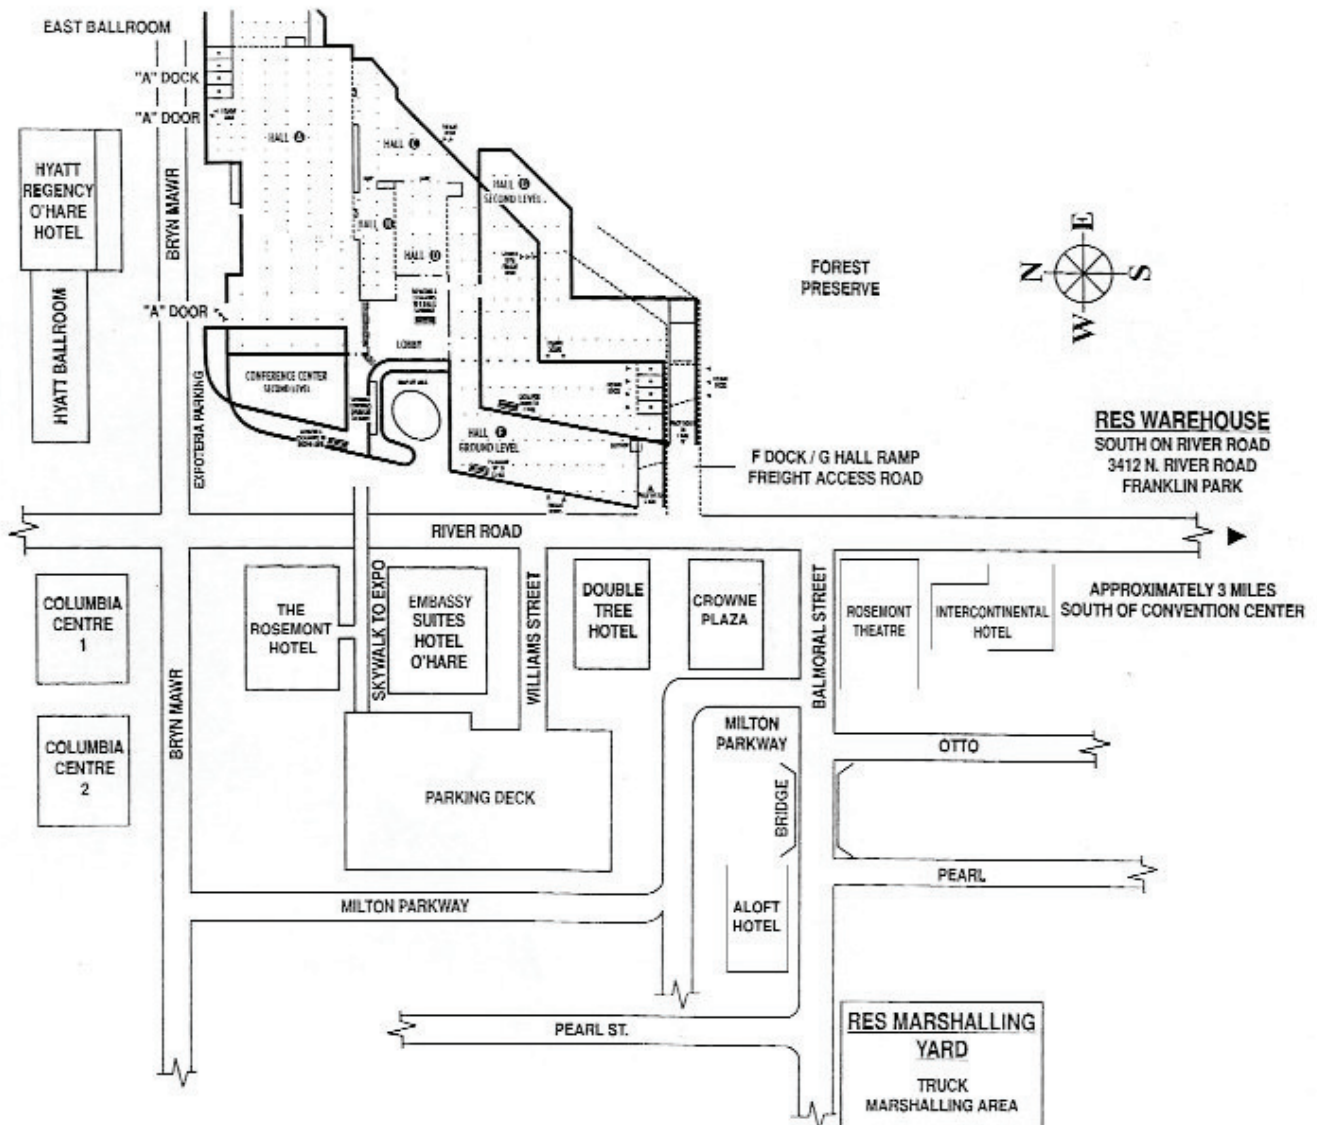 EAST BALLROOM
"A" DOCK
"A" DOOR
HALL A
HALL C
HYATT
REGENCY
O'HARE
HOTEL
BRYN MAWR
HALL G
SECOND LEVEL
HALL
HALL D
FOREST
PRESERVE
E
N
S
W
HYATT BALLROOM
"A" DOOR
LOBBY
CONFERENCE CENTER
SECOND LEVEL
EXPOTERIA PARKING
HALL F
GROUND LEVEL
F DOCK / G HALL RAMP
FREIGHT ACCESS ROAD
RES WAREHOUSE
SOUTH ON RIVER ROAD
3412 N. RIVER ROAD
FRANKLIN PARK
RIVER ROAD
APPROXIMATELY 3 MILES
SOUTH OF CONVENTION CENTER
COLUMBIA
CENTRE
1
THE
ROSEMONT
HOTEL
SKYWALK TO EXPO
EMBASSY
SUITES
HOTEL
O'HARE
WILLIAMS STREET
DOUBLE
TREE
HOTEL
CROWNE
PLAZA
BALMORAL STREET
ROSEMONT
THEATRE
INTERCONTINENTAL
HOTEL
COLUMBIA
CENTRE
2
BRYN MAWR
PARKING DECK
MILTON
PARKWAY
OTTO
BRIDGE
PEARL
MILTON PARKWAY
ALOFT
HOTEL
PEARL ST.
RES MARSHALLING
YARD
TRUCK
MARSHALLING AREA